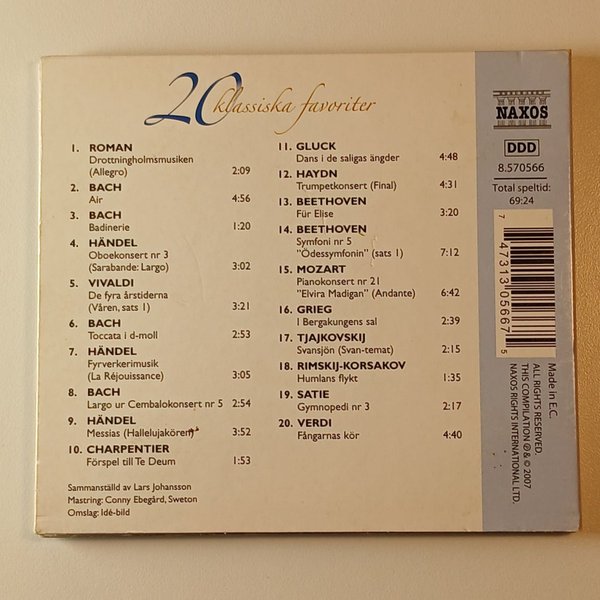 20 klassiska favoriter
1. ROMAN
Drottningholmsmusiken
(Allegro) 2:09
2. BACH
Air 4:56
3. BACH
Badinerie 1:20
4. HÄNDEL
Oboekonsert nr 3
(Sarabande: Largo) 3:02
5. VIVALDI
De fyra årstiderna
(Våren, sats 1) 3:21
6. BACH
Toccata i d-moll 2:53
7. HÄNDEL
Fyrverkerimusik
(La Réjouissance) 3:05
8. BACH
Largo ur Cembalokonsert nr 5 2:54
9. HÄNDEL
Messias (Hallelujakören) 3:52
10. CHARPENTIER
Förspel till Te Deum 1:53
Sammanställd av Lars Johansson
Mastring: Conny Ebegård, Sweton
Omslag: Idé-bild
11. GLUCK
Dans i de saligas ängder 4:48
12. HAYDN
Trumpetkonsert (Final) 4:31
13. BEETHOVEN
Für Elise 3:20
14. BEETHOVEN
Symfoni nr 5
"Ödessymfonin" (sats 1) 7:12
15. MOZART
Pianokonsert nr 21
"Elvira Madigan" (Andante) 6:42
16. GRIEG
I Bergakungens sal 2:39
17. TJAJKOVSKIJ
Svansjön (Svan-temat) 2:15
18. RIMSKIJ-KORSAKOV
Humlans flykt 1:35
19. SATIE
Gymnopedi nr 3 2:17
20. VERDI
Fångarnas kör 4:40
NAXOS
DDD
8.570566
Total speltid:
69:24
7 47313 05667 5
Made in E.C.
ALL RIGHTS RESERVED.
THIS COMPILATION ℗ & © 2007
NAXOS RIGHTS INTERNATIONAL LTD.